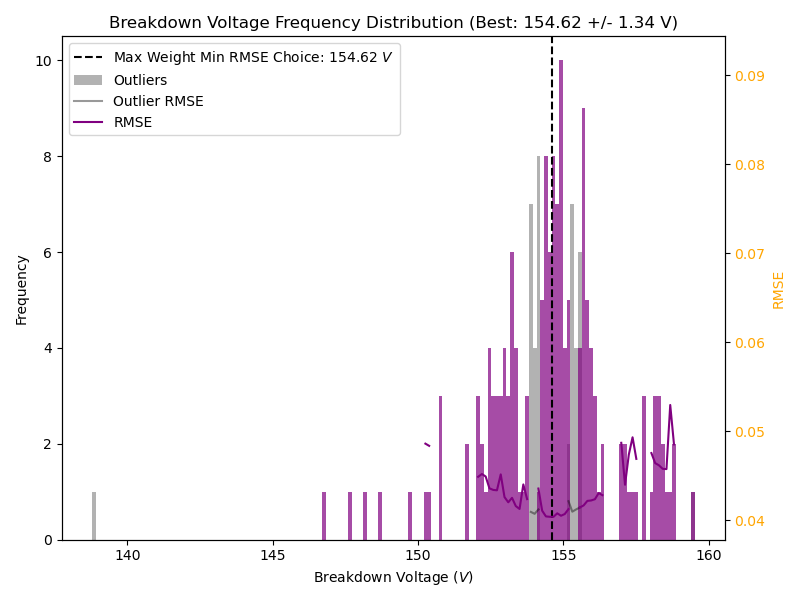 Breakdown Voltage Frequency Distribution (Best: 154.62 +/- 1.34 V)
Max Weight Min RMSE Choice: 154.62 V
Outliers
Outlier RMSE
RMSE
Frequency
10
8
6
4
2
0
0.09
0.08
0.07
0.06
0.05
0.04
RMSE
140
145
150
155
160
Breakdown Voltage (V)